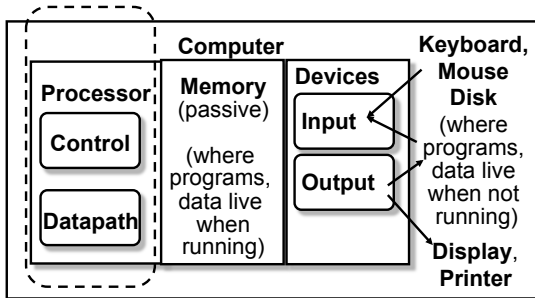 Computer
Processor
Control
Datapath
Memory
(passive)
(where
programs,
data live
when
running)
Devices
Input
Output
Keyboard,
Mouse
Disk
(where
programs,
data live
when not
running)
Display,
Printer